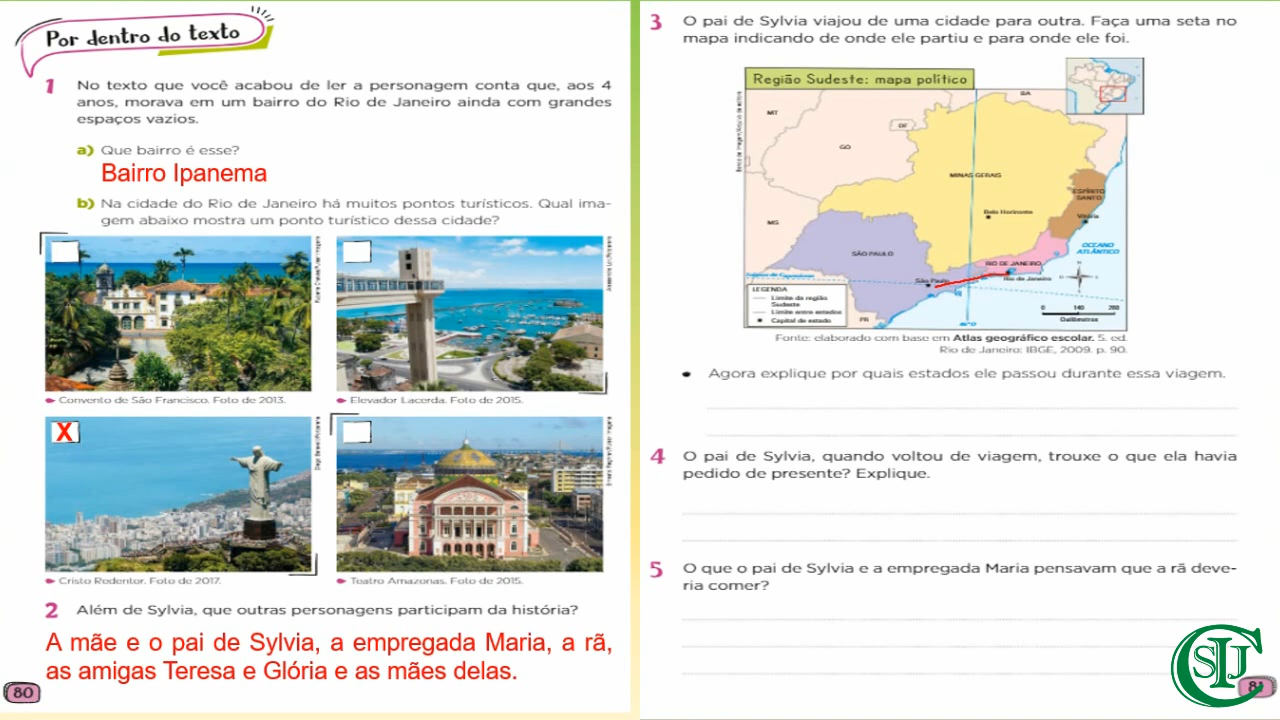 Por dentro do texto
1 No texto que você acabou de ler a personagem conta que, aos 4
anos, morava em um bairro do Rio de Janeiro ainda com grandes
espaços vazios.
a) Que bairro é esse?
Bairro Ipanema
b) Na cidade do Rio de Janeiro há muitos pontos turísticos. Qual ima-
gem abaixo mostra um ponto turístico dessa cidade?
Convento de São Francisco. Foto de 2013.
Elevador Lacerda. Foto de 2015.
X
Cristo Redentor. Foto de 2017.
Teatro Amazonas. Foto de 2015.
2 Além de Sylvia, que outras personagens participam da história?
A mãe e o pai de Sylvia, a empregada Maria, a rã,
as amigas Teresa e Glória e as mães delas.
80
3 O pai de Sylvia viajou de uma cidade para outra. Faça uma seta no
mapa indicando de onde ele partiu e para onde ele foi.
Região Sudeste: mapa político
BA
MT
DF
GO
MINAS GERAIS
ESPÍRITO
SANTO
Belo Horizonte
Vitória
MS
OCEANO
ATLÂNTICO
SÃO PAULO
RIO DE JANEIRO
Rio de Janeiro
São Paulo
LEGENDA
Limite da região
Sudeste
Limite entre estados
Capital de estado
PR
0 140 280
Quilômetros
Fonte: elaborado com base em Atlas geográfico escolar. 5. ed.
Rio de Janeiro: IBGE, 2009. p. 90.
• Agora explique por quais estados ele passou durante essa viagem.
4 O pai de Sylvia, quando voltou de viagem, trouxe o que ela havia
pedido de presente? Explique.
5 O que o pai de Sylvia e a empregada Maria pensavam que a rã deve-
ria comer?
CSIJ
81